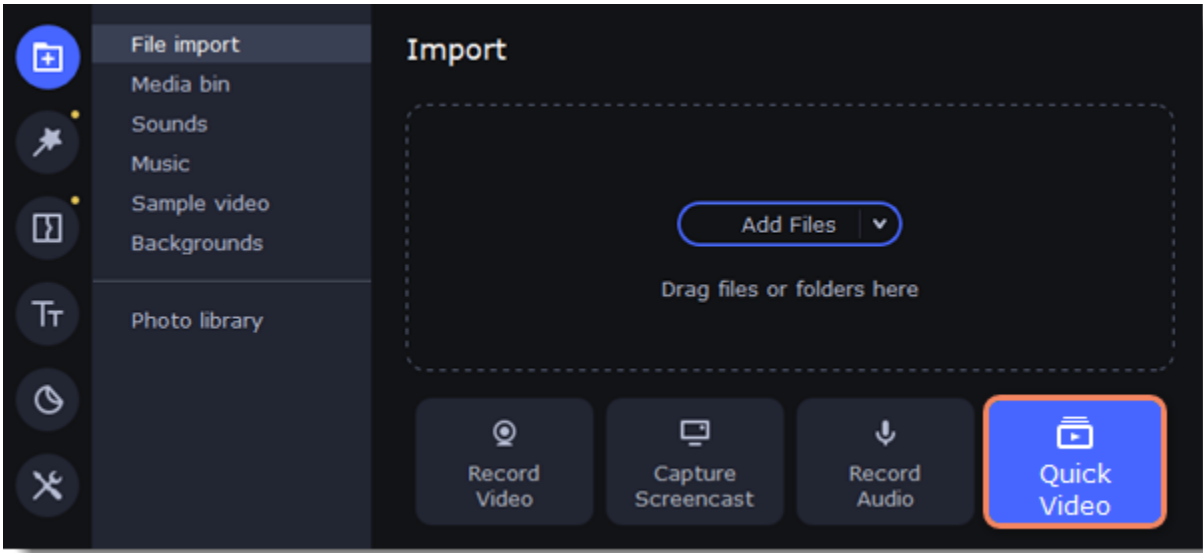 File import
Media bin
Sounds
Music
Sample video
Backgrounds
Photo library
Import
Add Files
Drag files or folders here
Record
Video
Capture
Screencast
Record
Audio
Quick
Video
Tт